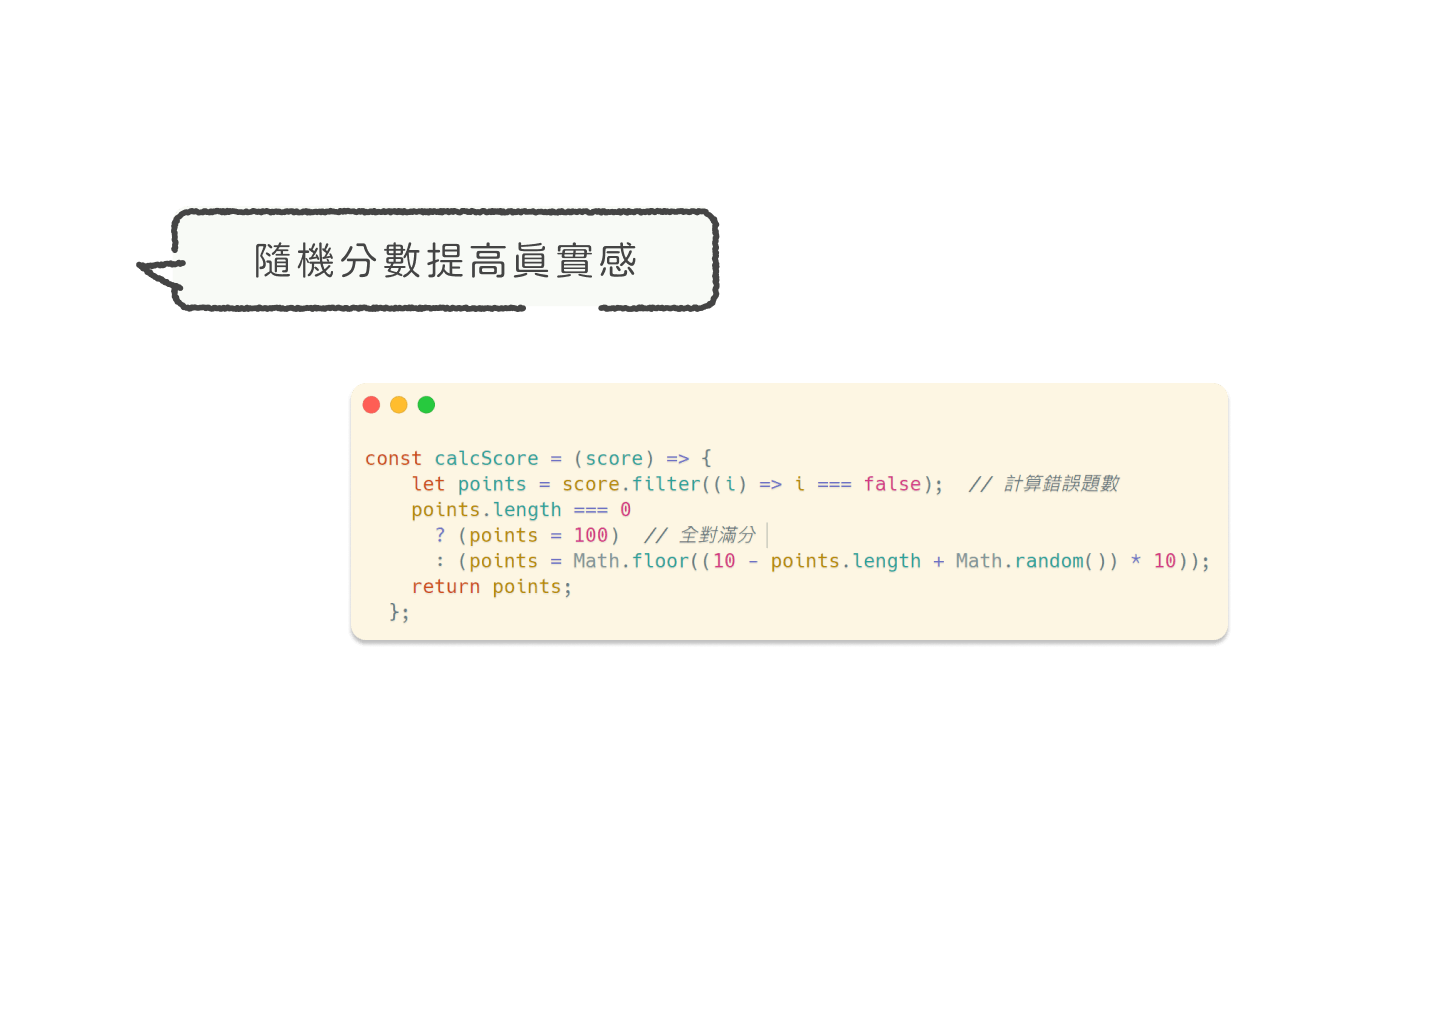 隨機分數提高眞實感
const calcScore = (score) => {
    let points = score.filter((i) => i === false);  // 計算錯誤題數
    points.length === 0
      ? (points = 100)  // 全對滿分
      : (points = Math.floor((10 - points.length + Math.random()) * 10));
    return points;
  };